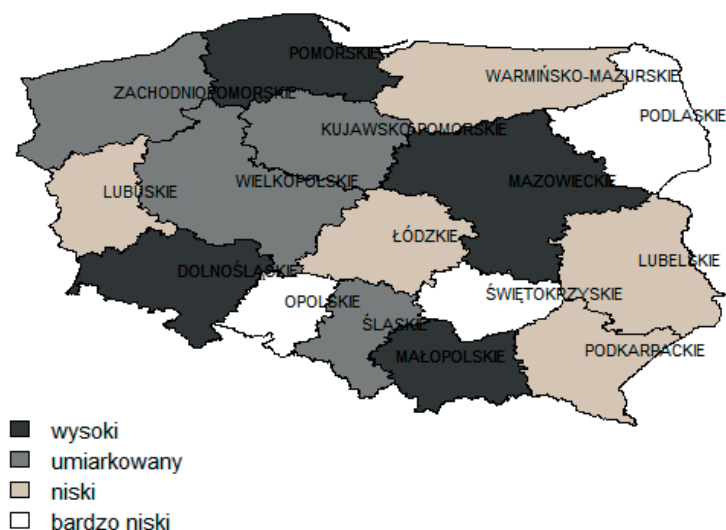 POMORSKIE
WARMIŃSKO-MAZURSKIE
ZACHODNIOPOMORSKIE
PODLASKIE
KUJAWSKO-POMORSKIE
WIELKOPOLSKIE
MAZOWIECKIE
LUBUSKIE
ŁÓDZKIE
LUBELSKIE
DOLNOŚLĄSKIE
OPOLSKIE
ŚWIĘTOKRZYSKIE
ŚLĄSKIE
MAŁOPOLSKIE
PODKARPACKIE
wysoki
umiarkowany
niski
bardzo niski